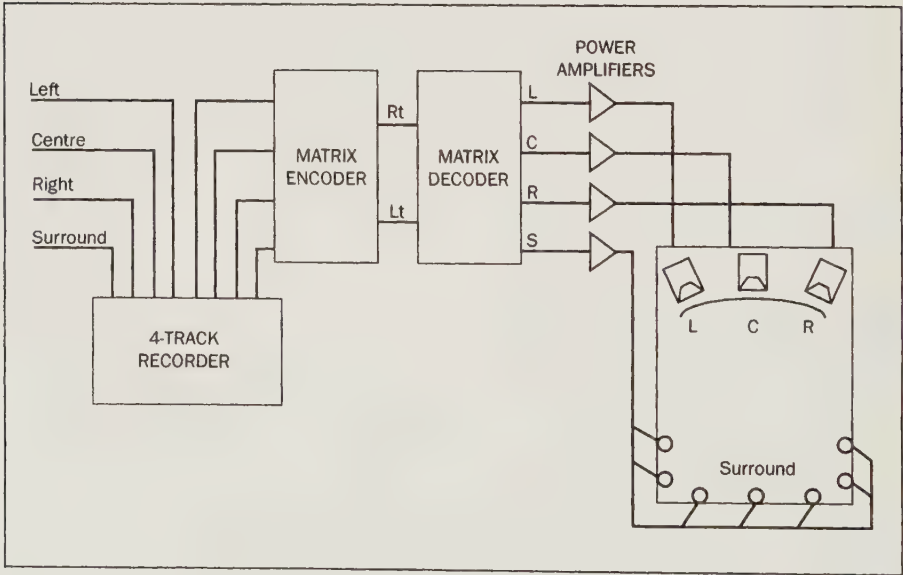 POWER
AMPLIFIERS
Left
Centre
Right
Surround
4-TRACK
RECORDER
MATRIX
ENCODER
Rt
Lt
MATRIX
DECODER
L
C
R
S
L C R
Surround